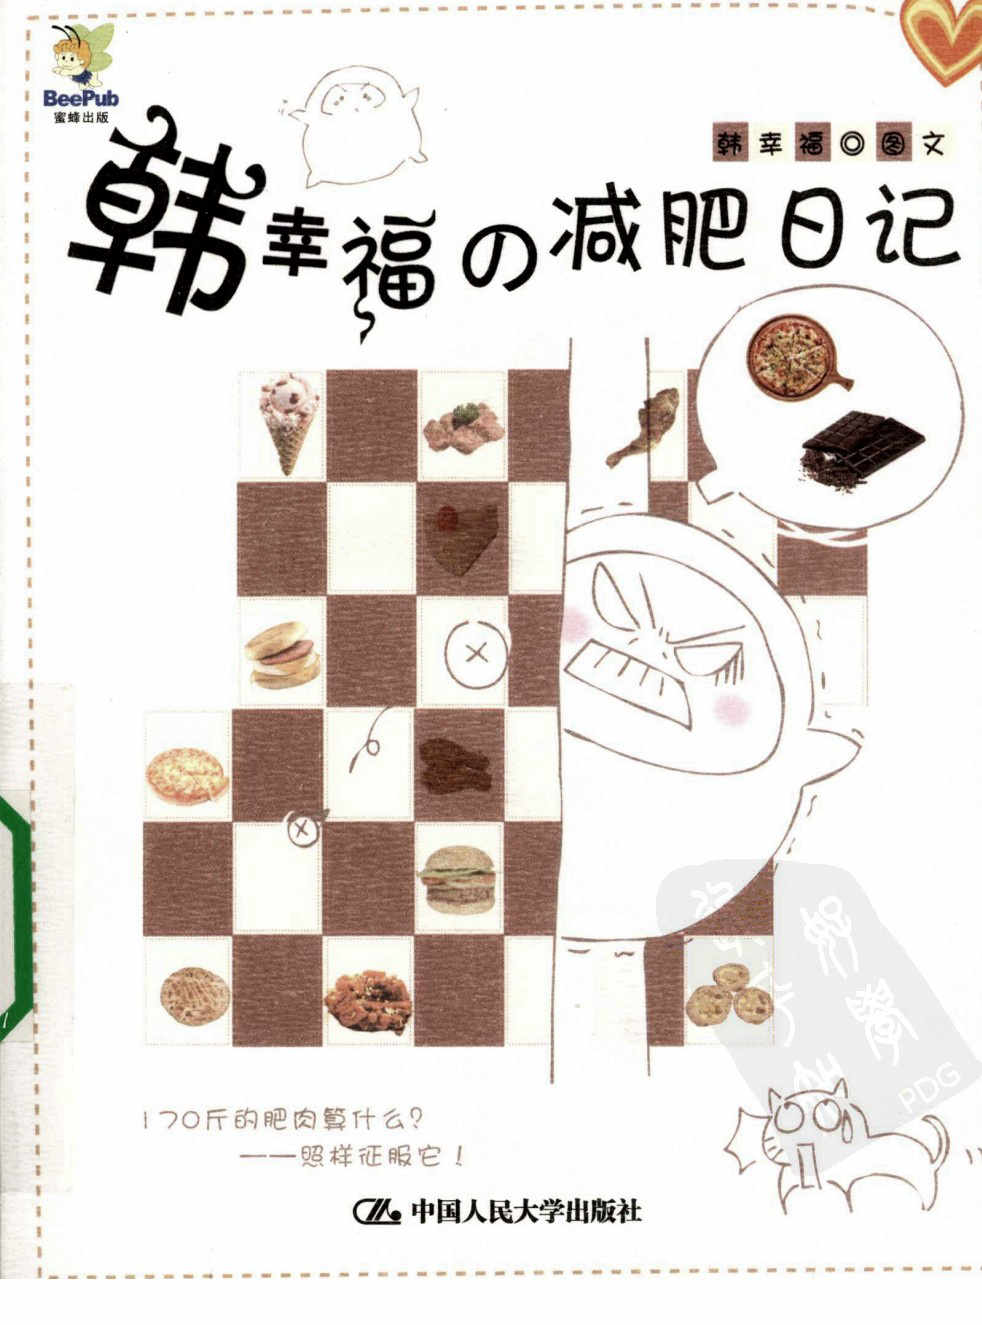 BeePub
蜜蜂出版
韩幸福◎图文
韩幸福の减肥日记
170斤的肥肉算什么？
——照样征服它！
中国人民大学出版社
PDG